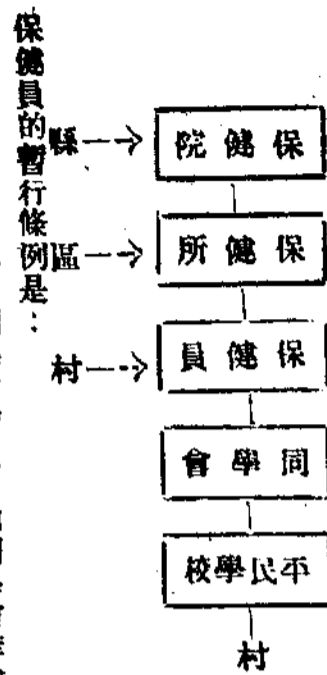 縣→保健院
區→保健所
村→保健員
同學會
平民學校
村
保健員的暫行條例是：